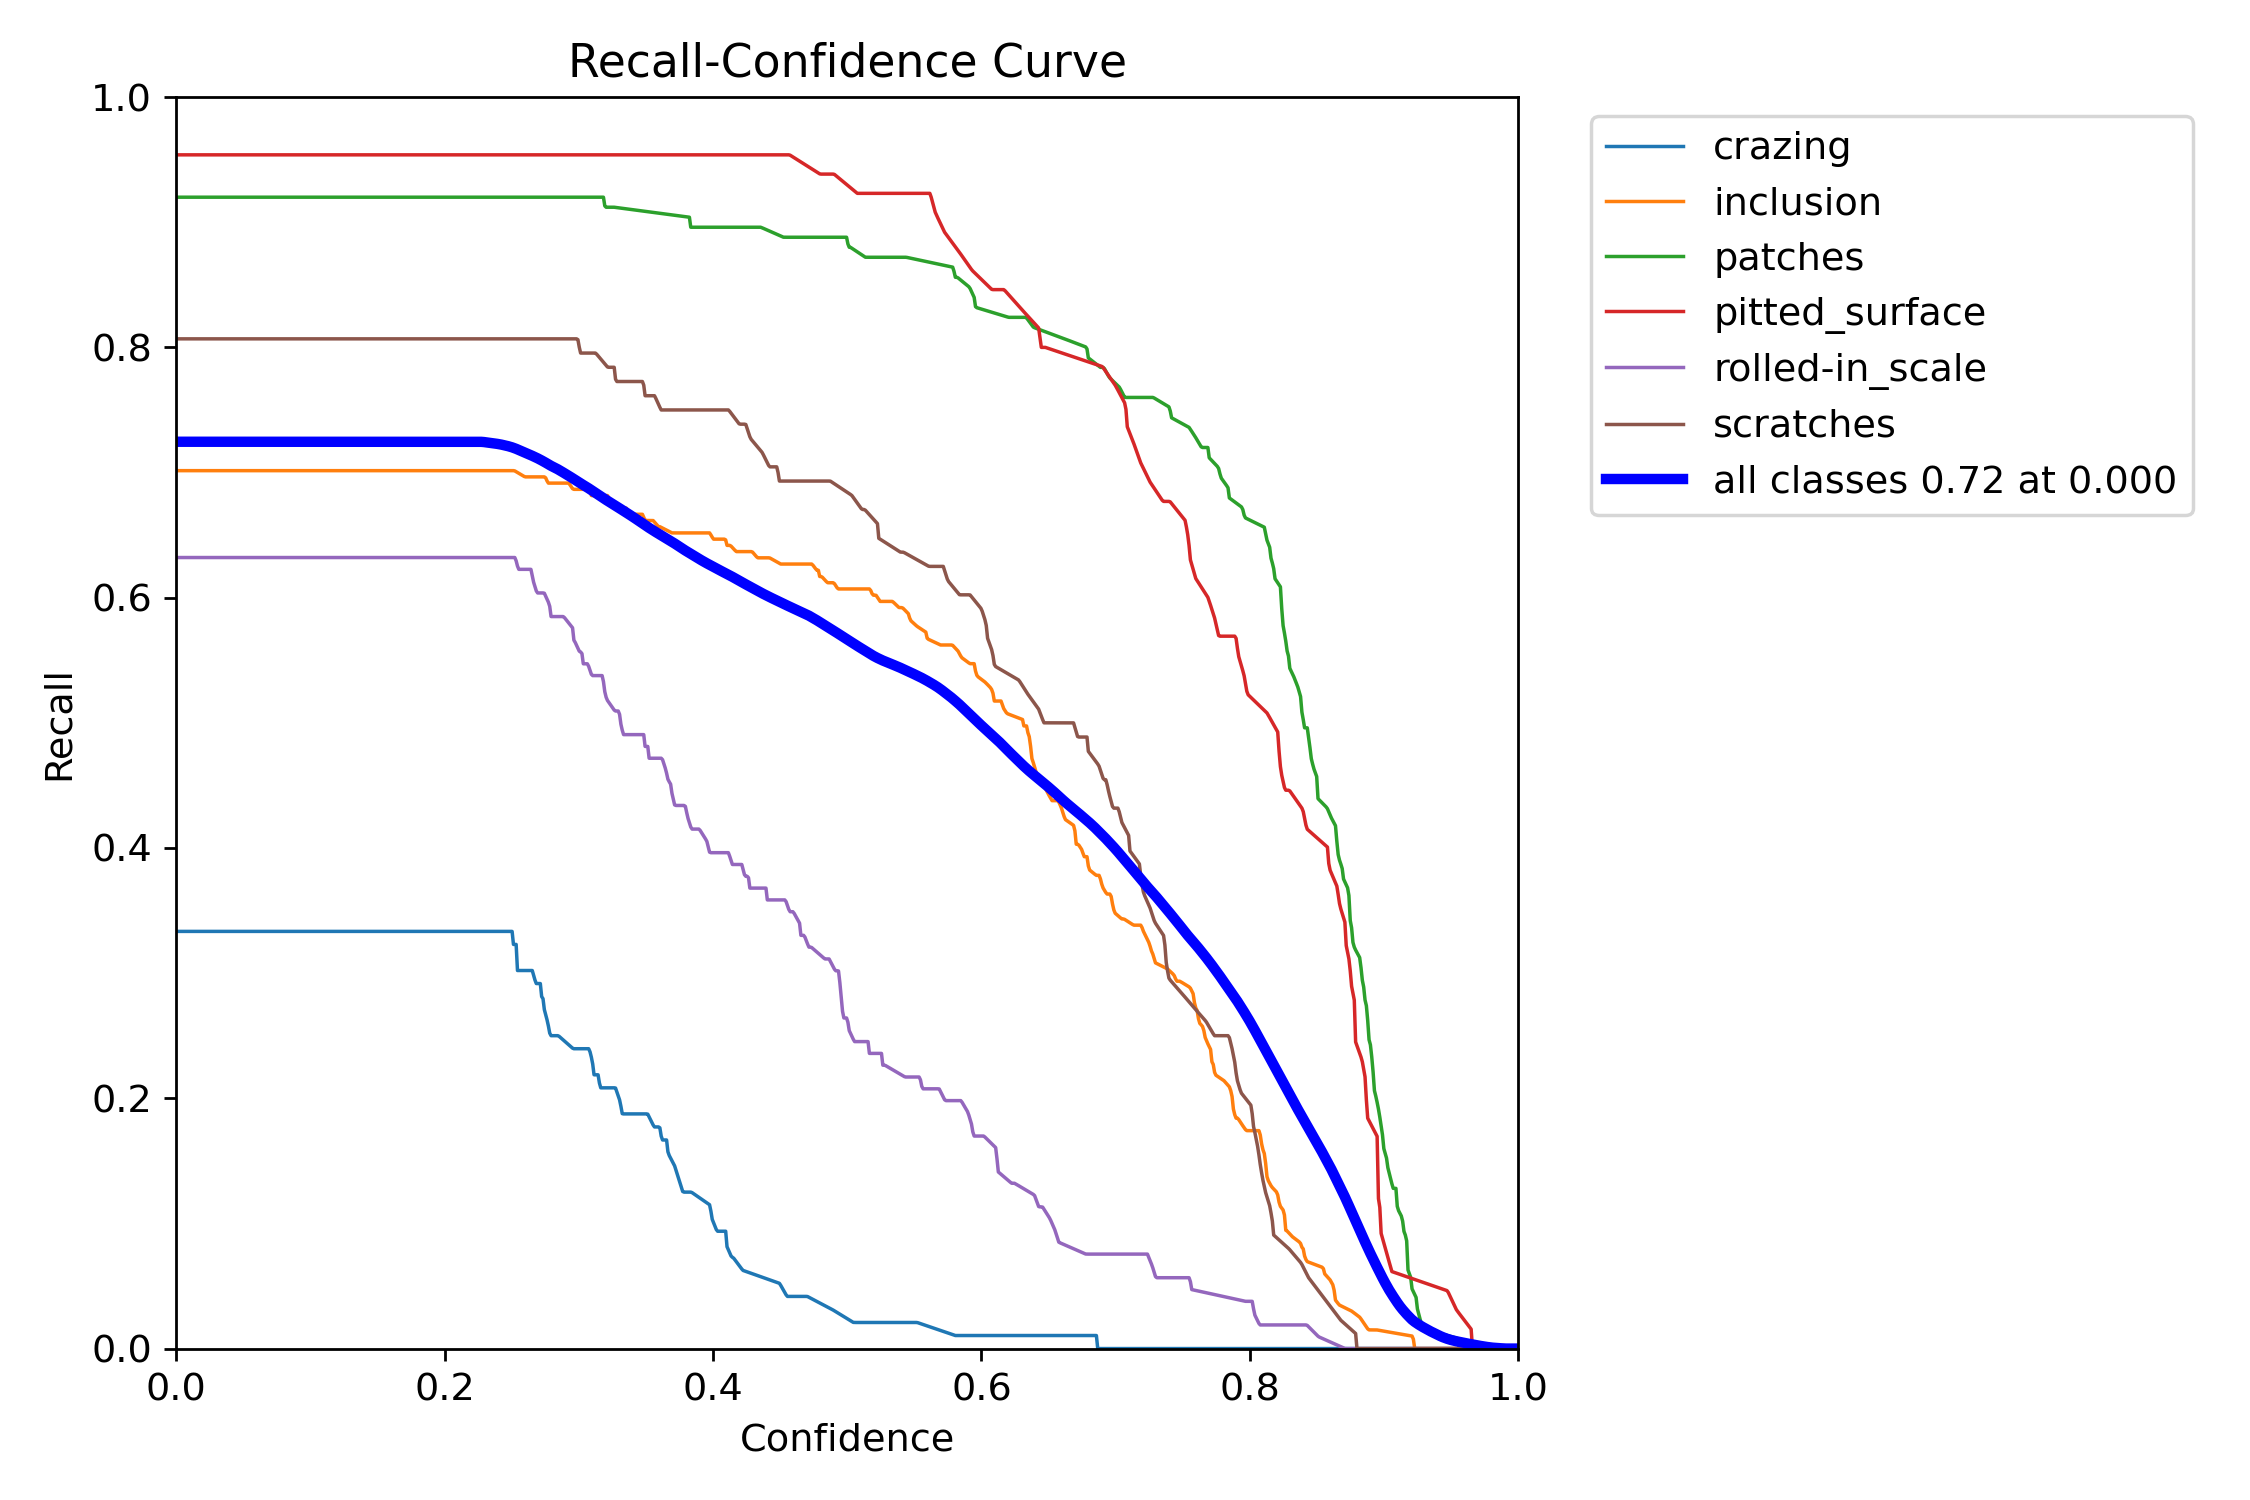 Recall-Confidence Curve
1.0
0.8
0.6
0.4
0.2
0.0
Recall
0.0 0.2 0.4 0.6 0.8 1.0
Confidence
crazing
inclusion
patches
pitted_surface
rolled-in_scale
scratches
all classes 0.72 at 0.000